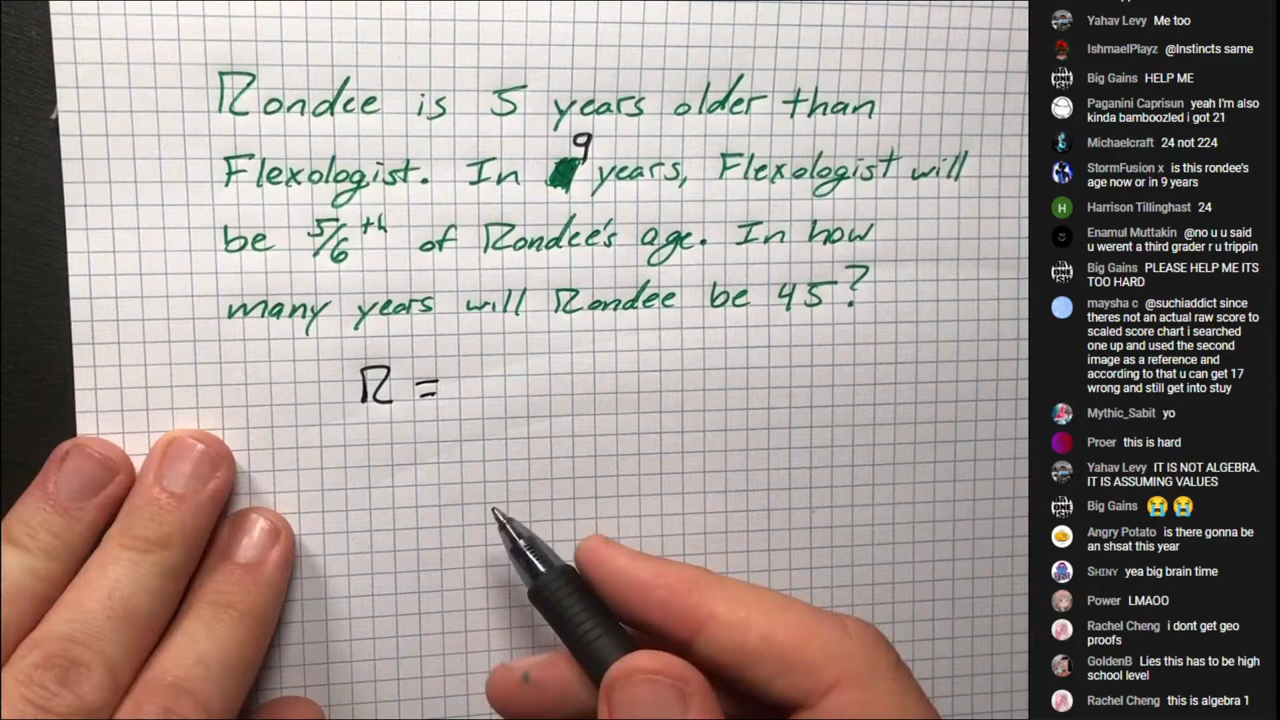 Rondee is 5 years older than
Flexologist. In 9 years, Flexologist will
be 5/6th of Rondee's age. In how
many years will Rondee be 45?
R =
Yahav Levy Me too
IshmaelPlayz @Instincts same
Big Gains HELP ME
Paganini Caprisun yeah I'm also
kinda bamboozled i got 21
Michaelcraft 24 not 224
StormFusion x is this rondee's
age now or in 9 years
Harrison Tillinghast 24
Enamul Muttakin @no u u said
u werent a third grader r u trippin
Big Gains PLEASE HELP ME ITS
TOO HARD
maysha c @suchiaddict since
theres not an actual raw score to
scaled score chart i searched
one up and used the second
image as a reference and
according to that u can get 17
wrong and still get into stuy
Mythic_Sabit yo
Proer this is hard
Yahav Levy IT IS NOT ALGEBRA.
IT IS ASSUMING VALUES
Big Gains 😭😭
Angry Potato is there gonna be
an shsat this year
SHINY yea big brain time
Power LMAOO
Rachel Cheng i dont get geo
proofs
GoldenB Lies this has to be high
school level
Rachel Cheng this is algebra 1